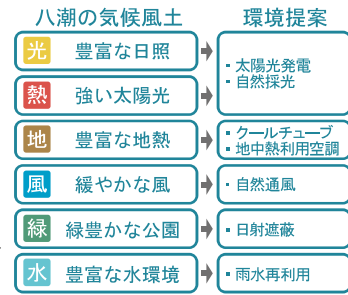 八潮の気候風土
環境提案
光 豊富な日照
熱 強い太陽光
・太陽光発電
・自然採光
地 豊富な地熱
・クールチューブ
・地中熱利用空調
風 緩やかな風
・自然通風
緑 緑豊かな公園
・日射遮蔽
水 豊富な水環境
・雨水再利用